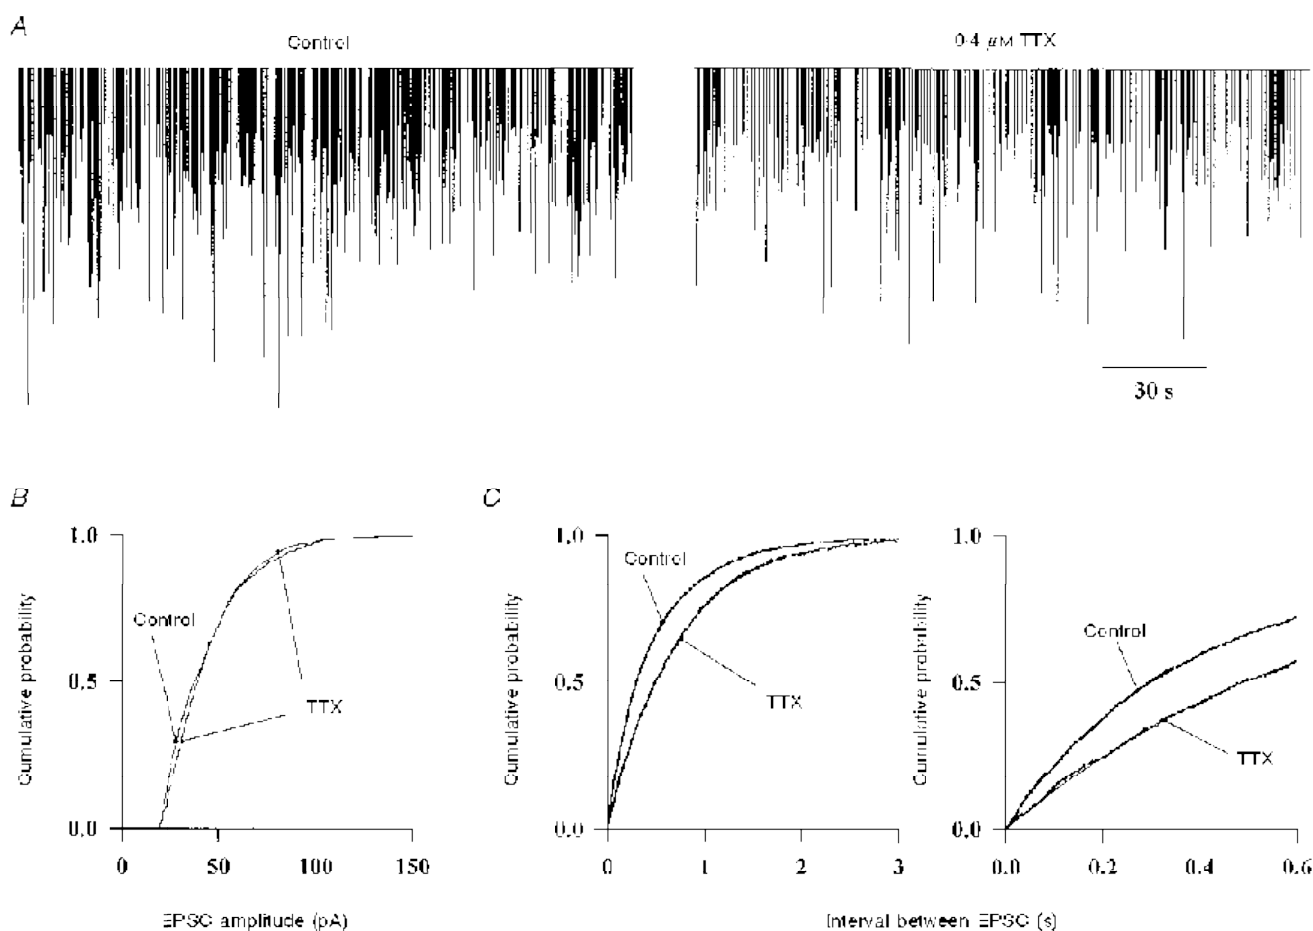 A
Control
0·4 μM TTX
30 s
B
1.0
0.5
0.0
Cumulative probability
Control
TTX
0
50
100
150
EPSC amplitude (pA)
C
1.0
0.5
0.0
Cumulative probability
Control
TTX
0
1
2
3
1.0
0.5
0.0
Cumulative probability
Control
TTX
0.0
0.2
0.4
0.6
Interval between EPSC (s)